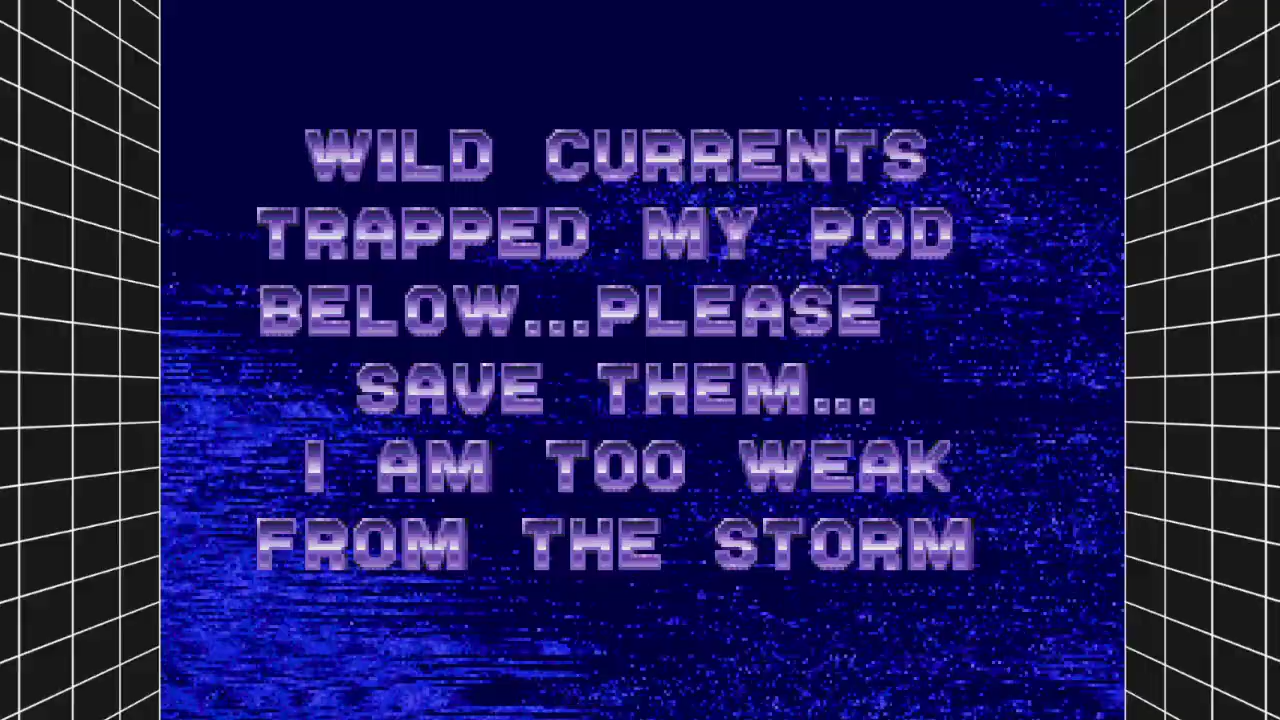 WILD CURRENTS
TRAPPED MY POD
BELOW...PLEASE
SAVE THEM...
I AM TOO WEAK
FROM THE STORM